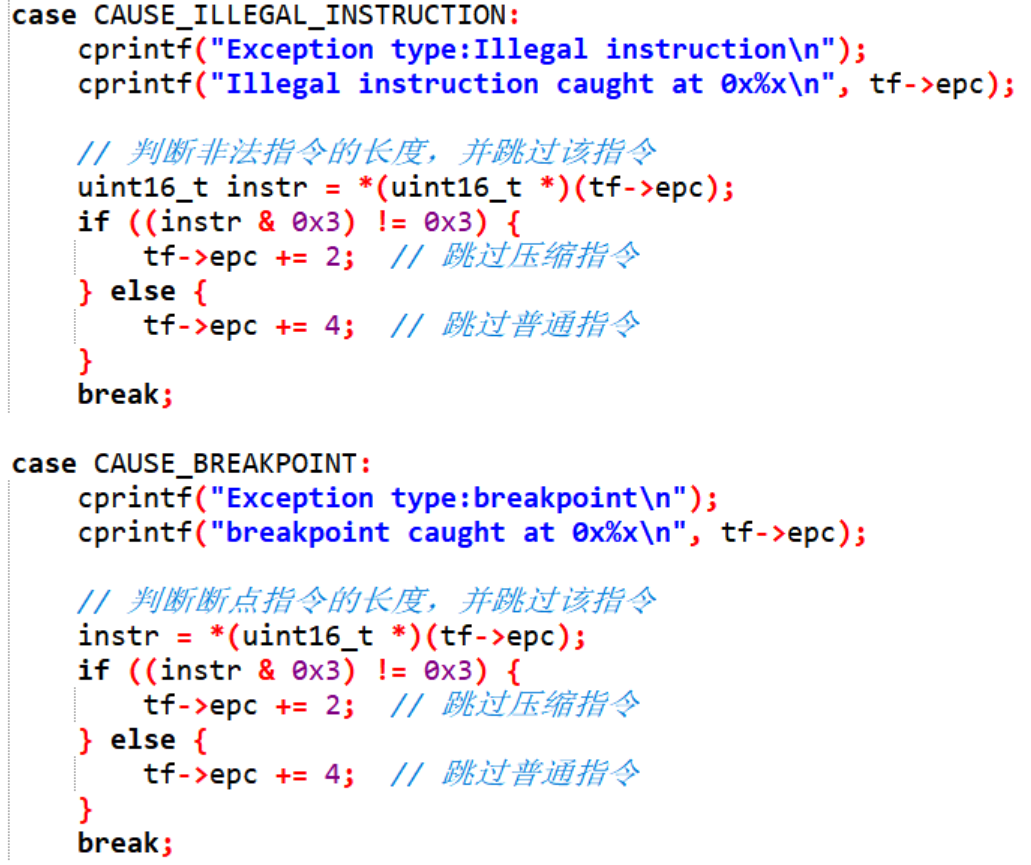 case CAUSE_ILLEGAL_INSTRUCTION:
    cprintf("Exception type:Illegal instruction\n");
    cprintf("Illegal instruction caught at 0x%x\n", tf->epc);

    // 判断非法指令的长度，并跳过该指令
    uint16_t instr = *(uint16_t *)(tf->epc);
    if ((instr & 0x3) != 0x3) {
        tf->epc += 2;  // 跳过压缩指令
    } else {
        tf->epc += 4;  // 跳过普通指令
    }
    break;

case CAUSE_BREAKPOINT:
    cprintf("Exception type:breakpoint\n");
    cprintf("breakpoint caught at 0x%x\n", tf->epc);

    // 判断断点指令的长度，并跳过该指令
    instr = *(uint16_t *)(tf->epc);
    if ((instr & 0x3) != 0x3) {
        tf->epc += 2;  // 跳过压缩指令
    } else {
        tf->epc += 4;  // 跳过普通指令
    }
    break;